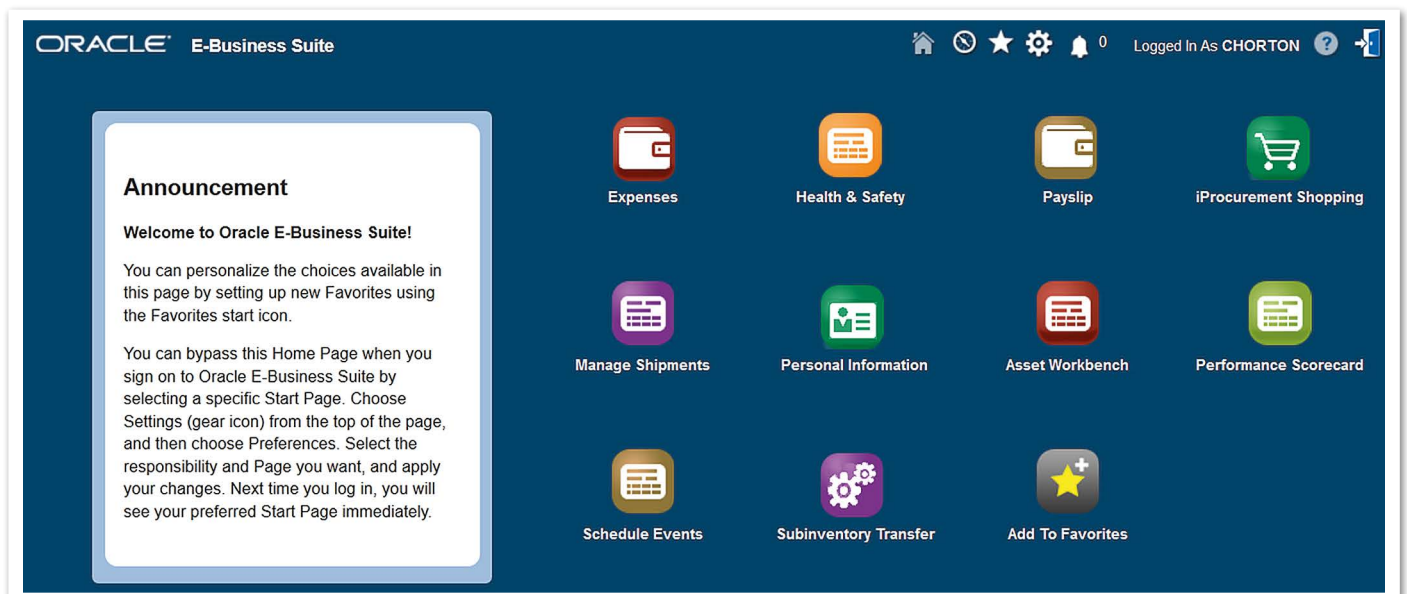 ORACLE E-Business Suite
0 Logged In As CHORTON ?
Announcement
Welcome to Oracle E-Business Suite!
You can personalize the choices available in
this page by setting up new Favorites using
the Favorites start icon.
You can bypass this Home Page when you
sign on to Oracle E-Business Suite by
selecting a specific Start Page. Choose
Settings (gear icon) from the top of the page,
and then choose Preferences. Select the
responsibility and Page you want, and apply
your changes. Next time you log in, you will
see your preferred Start Page immediately.
Expenses
Health & Safety
Payslip
iProcurement Shopping
Manage Shipments
Personal Information
Asset Workbench
Performance Scorecard
Schedule Events
Subinventory Transfer
Add To Favorites